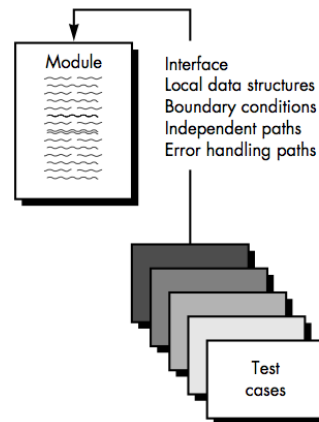 Module
Interface
Local data structures
Boundary conditions
Independent paths
Error handling paths
Test
cases